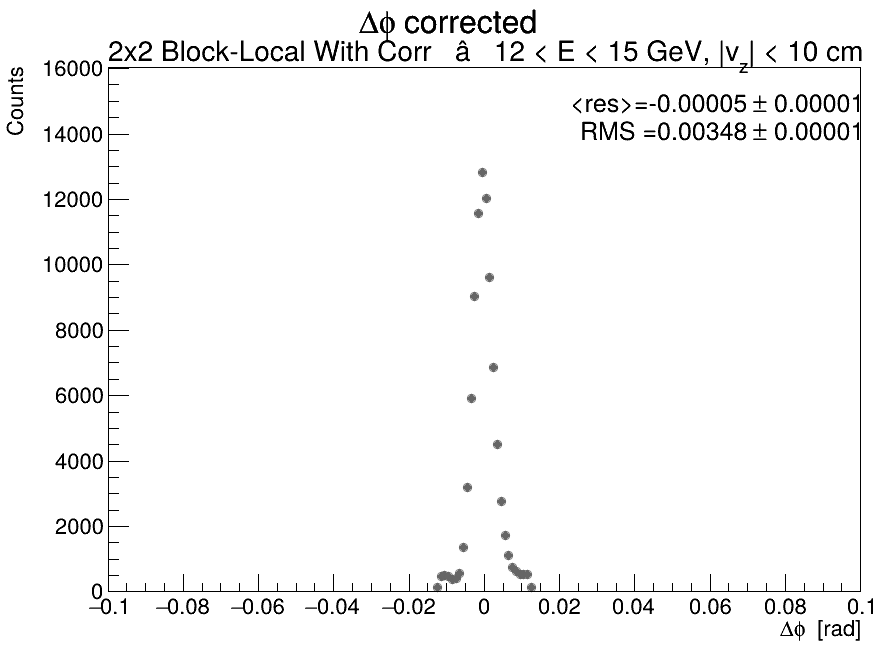 Δϕ corrected
2x2 Block-Local With Corr â 12 < E < 15 GeV, |v_z| < 10 cm
<res>=-0.00005 ± 0.00001
RMS =0.00348 ± 0.00001
Counts
16000
14000
12000
10000
8000
6000
4000
2000
0
−0.1 −0.08 −0.06 −0.04 −0.02 0 0.02 0.04 0.06 0.08 0.1
Δϕ [rad]